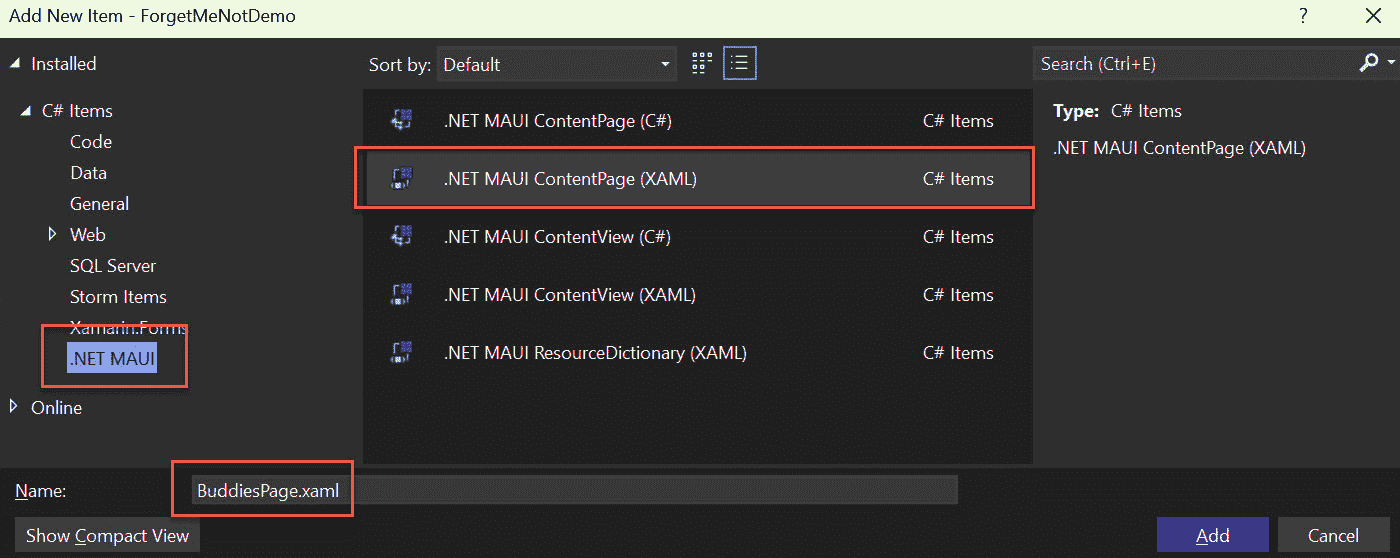 Add New Item - ForgetMeNotDemo ?
Installed
C# Items
Code
Data
General
Web
SQL Server
Storm Items
Xamarin.Forms
.NET MAUI
Online
Sort by: Default
.NET MAUI ContentPage (C#) C# Items
.NET MAUI ContentPage (XAML) C# Items
.NET MAUI ContentView (C#) C# Items
.NET MAUI ContentView (XAML) C# Items
.NET MAUI ResourceDictionary (XAML) C# Items
Search (Ctrl+E)
Type: C# Items
.NET MAUI ContentPage (XAML)
Name: BuddiesPage.xaml
Show Compact View Add Cancel